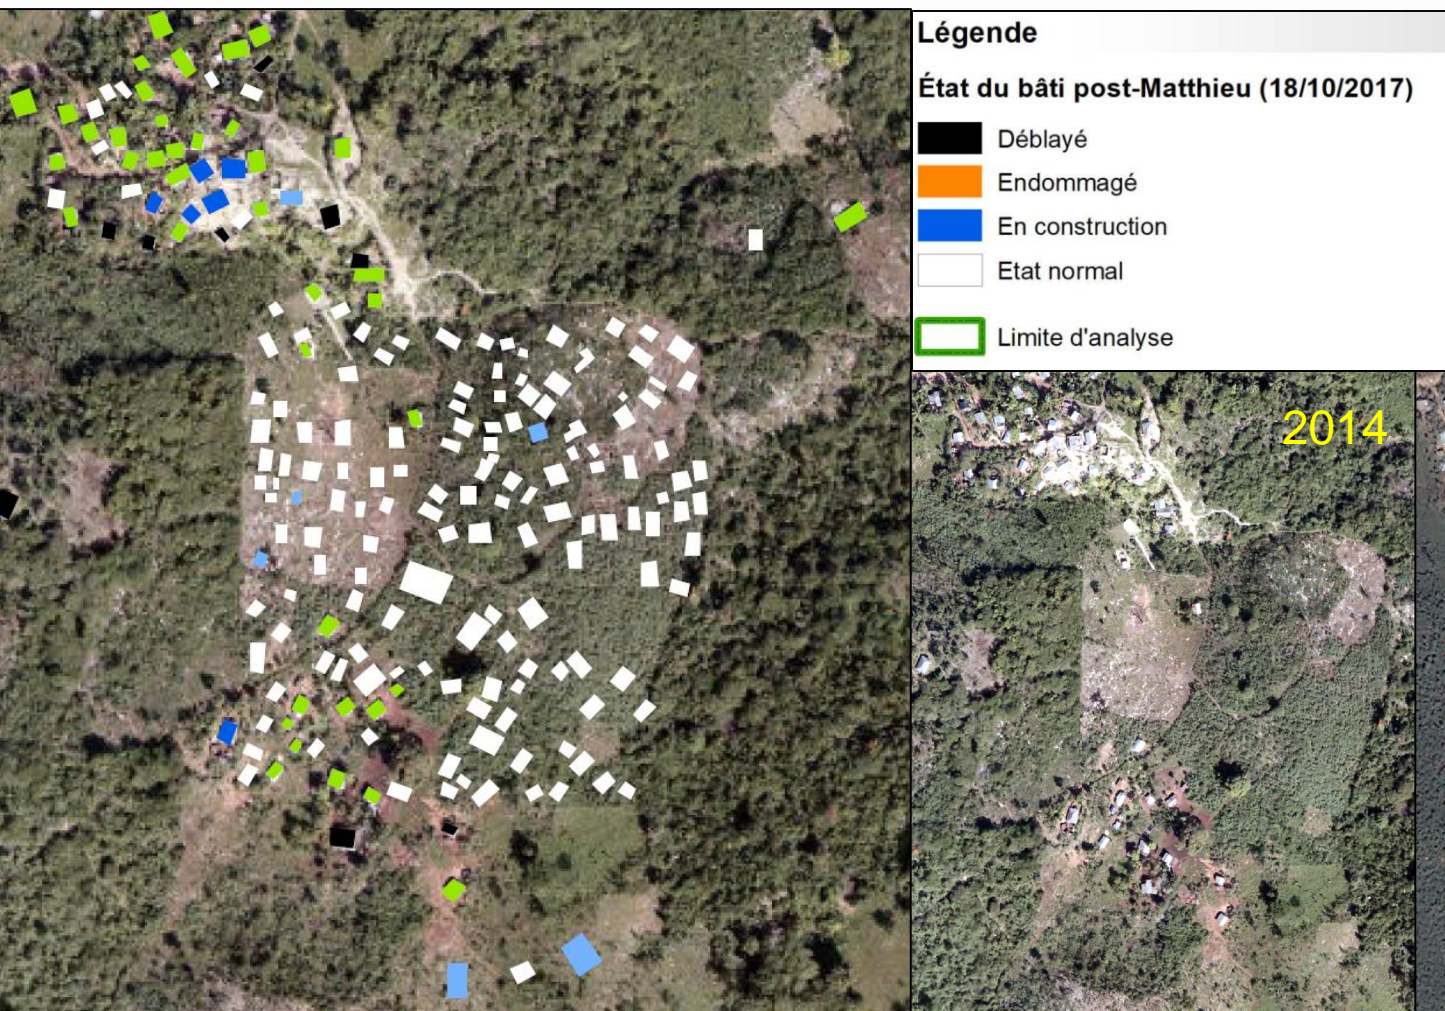 Légende
État du bâti post-Matthieu (18/10/2017)
Déblayé
Endommagé
En construction
Etat normal
Limite d'analyse
2014